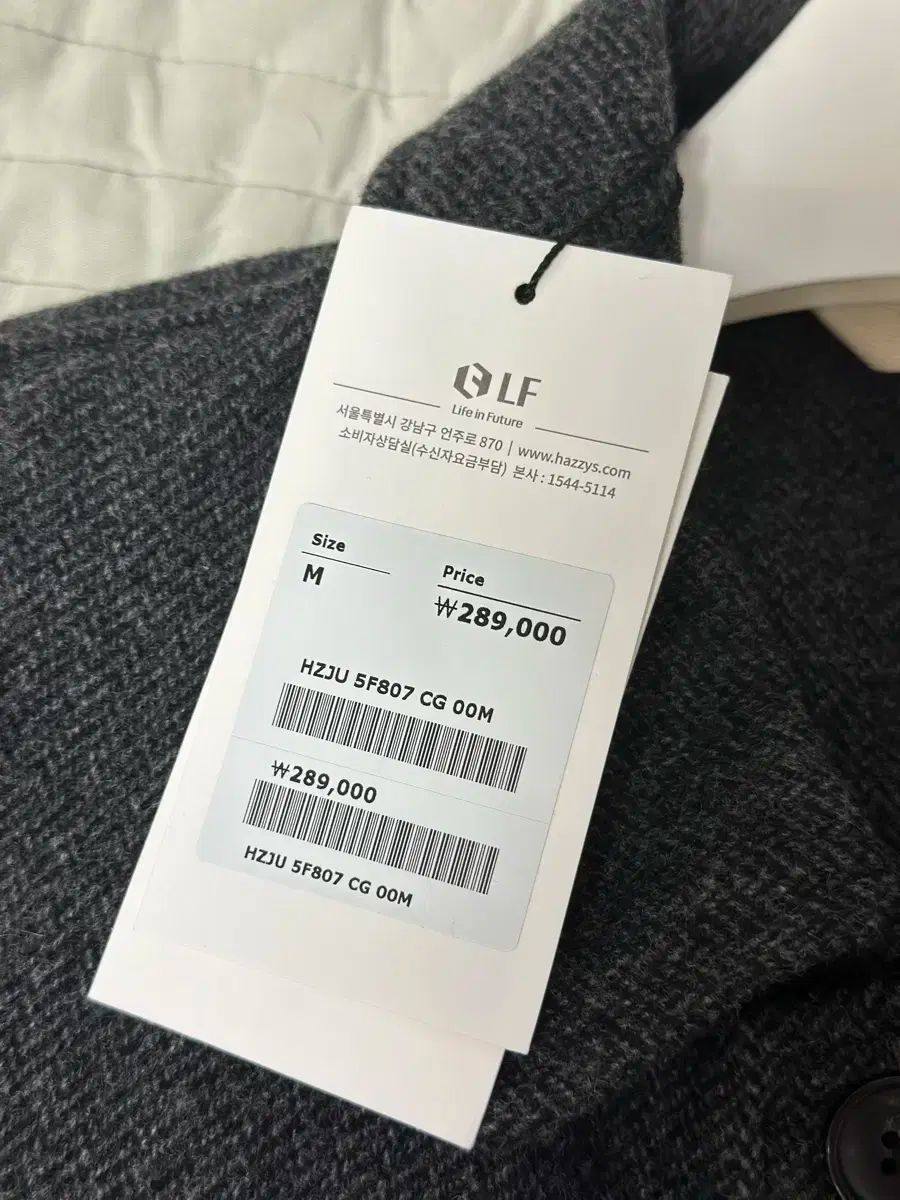 LF
Life in Future
서울특별시 강남구 언주로 870 | www.hazzys.com
소비자상담실(수신자요금부담) 본사 : 1544-5114
Size
M
Price
₩289,000
HZJU 5F807 CG 00M
₩289,000
HZJU 5F807 CG 00M